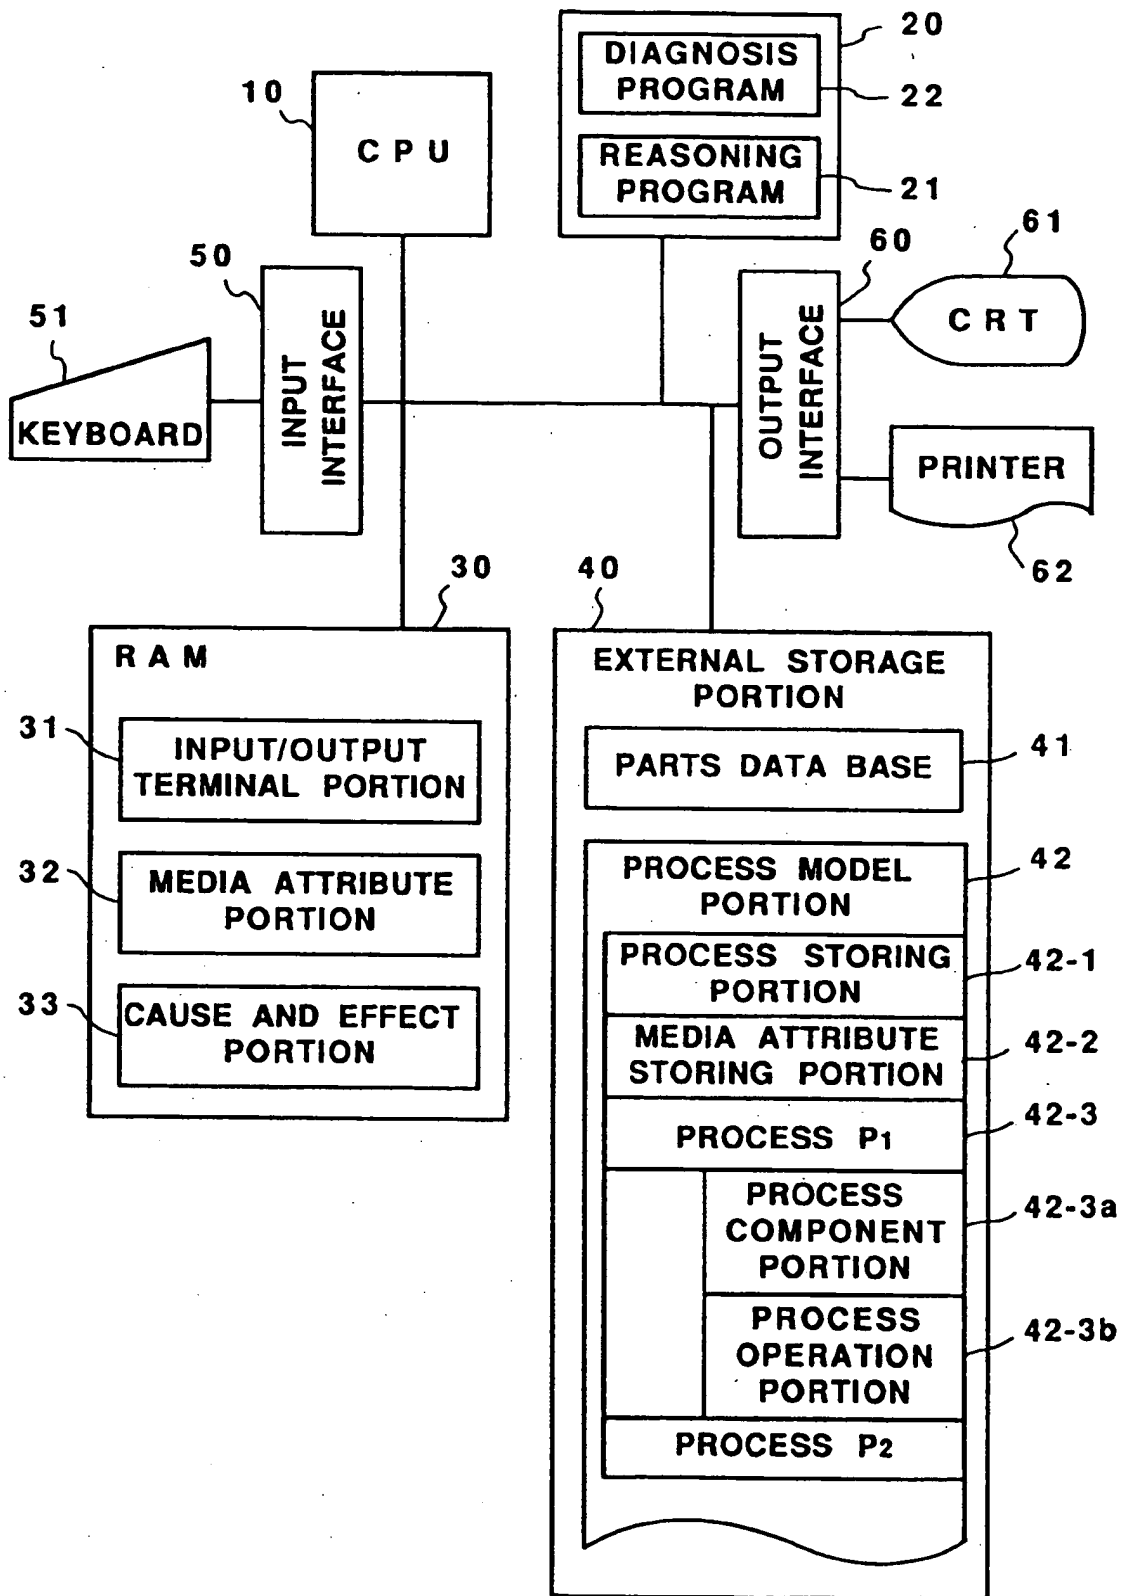 20
DIAGNOSIS
PROGRAM
22
10
C P U
REASONING
PROGRAM
21
61
60
50
C R T
51
INPUT
INTERFACE
OUTPUT
INTERFACE
KEYBOARD
PRINTER
62
30
40
R A M
EXTERNAL STORAGE
PORTION
31
INPUT/OUTPUT
TERMINAL PORTION
41
PARTS DATA BASE
32
MEDIA ATTRIBUTE
PORTION
42
PROCESS MODEL
PORTION
33
CAUSE AND EFFECT
PORTION
PROCESS STORING
PORTION
42-1
MEDIA ATTRIBUTE
STORING PORTION
42-2
PROCESS P1
42-3
PROCESS
COMPONENT
PORTION
42-3a
PROCESS
OPERATION
PORTION
42-3b
PROCESS P2